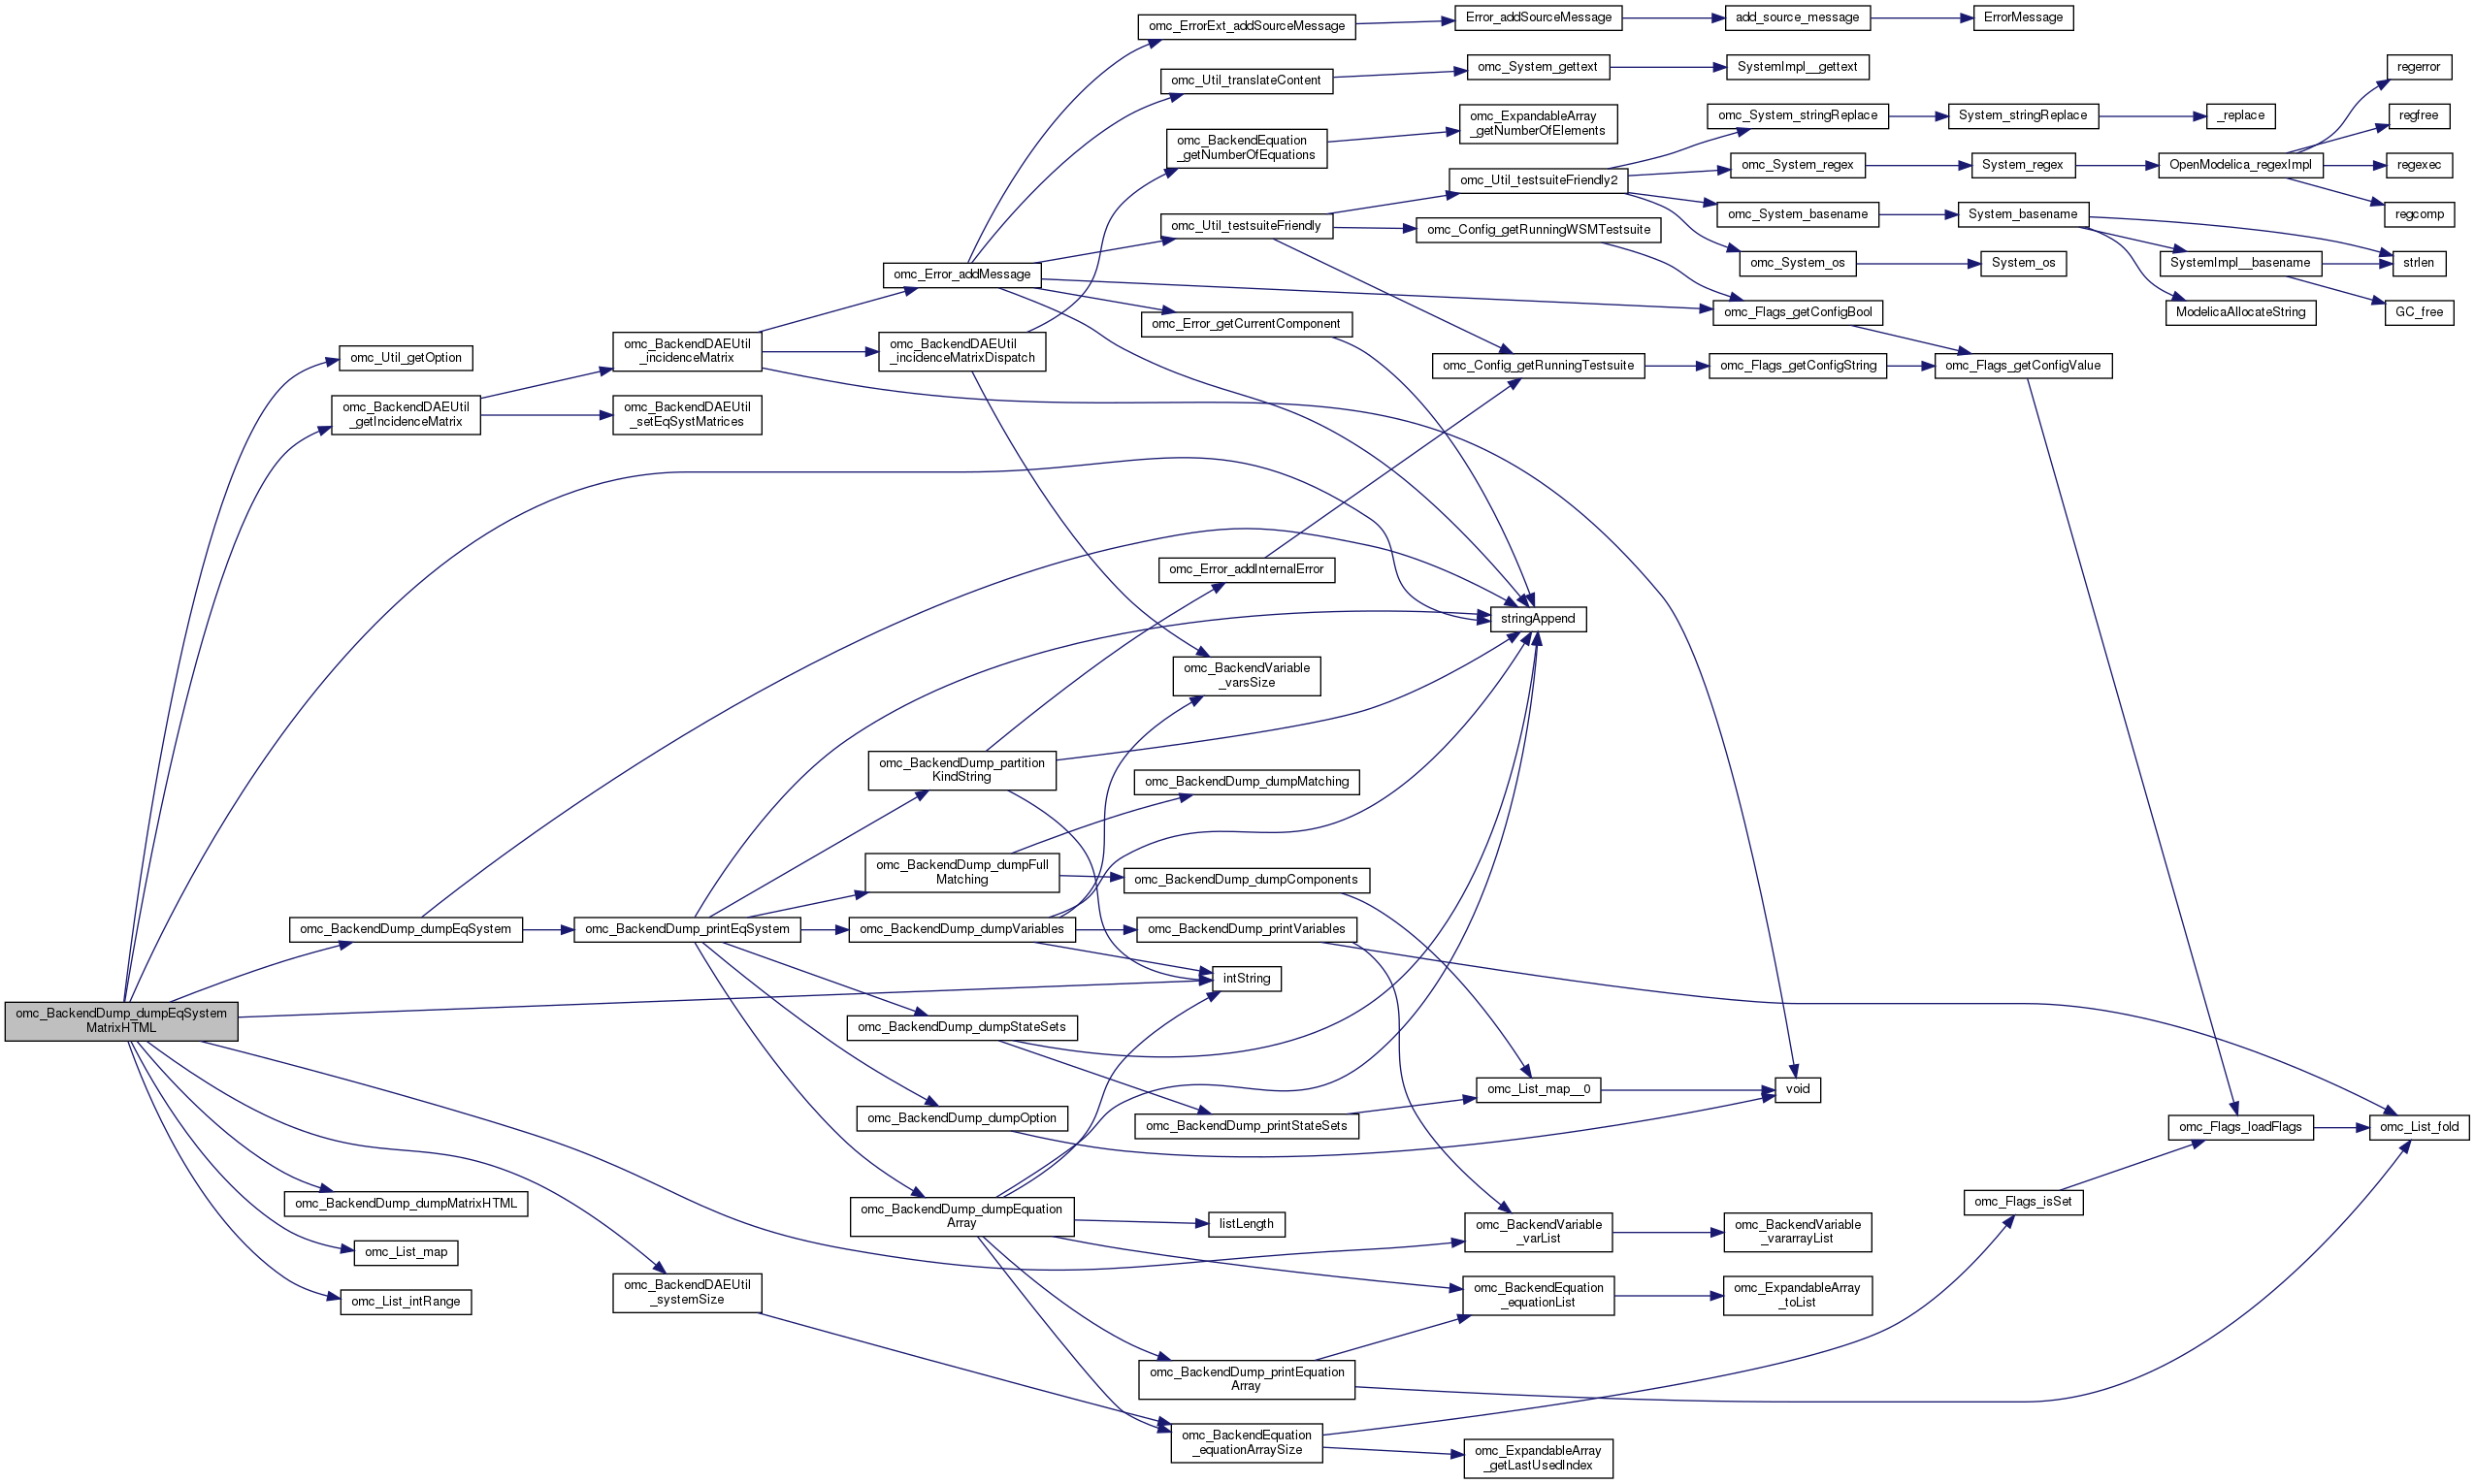 omc_BackendDump_dumpEqSystem
MatrixHTML
omc_Util_getOption
omc_BackendDAEUtil
_getIncidenceMatrix
omc_BackendDump_dumpEqSystem
omc_BackendDump_dumpMatrixHTML
omc_List_map
omc_List_intRange
omc_BackendDAEUtil
_incidenceMatrix
omc_BackendDAEUtil
_setEqSystMatrices
omc_BackendDump_printEqSystem
omc_BackendDAEUtil
_systemSize
omc_Error_addMessage
omc_BackendDAEUtil
_incidenceMatrixDispatch
omc_BackendDump_partition
KindString
omc_BackendDump_dumpFull
Matching
omc_BackendDump_dumpVariables
omc_BackendDump_dumpStateSets
omc_BackendDump_dumpOption
omc_BackendDump_dumpEquation
Array
omc_ErrorExt_addSourceMessage
omc_Util_translateContent
omc_BackendEquation
_getNumberOfEquations
omc_Util_testsuiteFriendly
omc_Error_getCurrentComponent
omc_Error_addInternalError
omc_BackendVariable
_varsSize
omc_BackendDump_dumpMatching
omc_BackendDump_dumpComponents
omc_BackendDump_printVariables
intString
omc_BackendDump_printStateSets
listLength
omc_BackendDump_printEquation
Array
omc_BackendEquation
_equationArraySize
Error_addSourceMessage
omc_System_gettext
omc_ExpandableArray
_getNumberOfElements
omc_Util_testsuiteFriendly2
omc_Config_getRunningWSMTestsuite
omc_Config_getRunningTestsuite
stringAppend
omc_List_map__0
omc_BackendVariable
_varList
omc_BackendEquation
_equationList
omc_ExpandableArray
_getLastUsedIndex
add_source_message
SystemImpl__gettext
omc_System_stringReplace
omc_System_regex
omc_System_basename
omc_System_os
omc_Flags_getConfigBool
omc_Flags_getConfigString
void
omc_BackendVariable
_vararrayList
omc_ExpandableArray
_toList
ErrorMessage
System_stringReplace
System_regex
System_basename
System_os
omc_Flags_getConfigValue
omc_Flags_isSet
_replace
OpenModelica_regexImpl
SystemImpl__basename
ModelicaAllocateString
omc_Flags_loadFlags
regerror
regfree
regexec
regcomp
strlen
GC_free
omc_List_fold